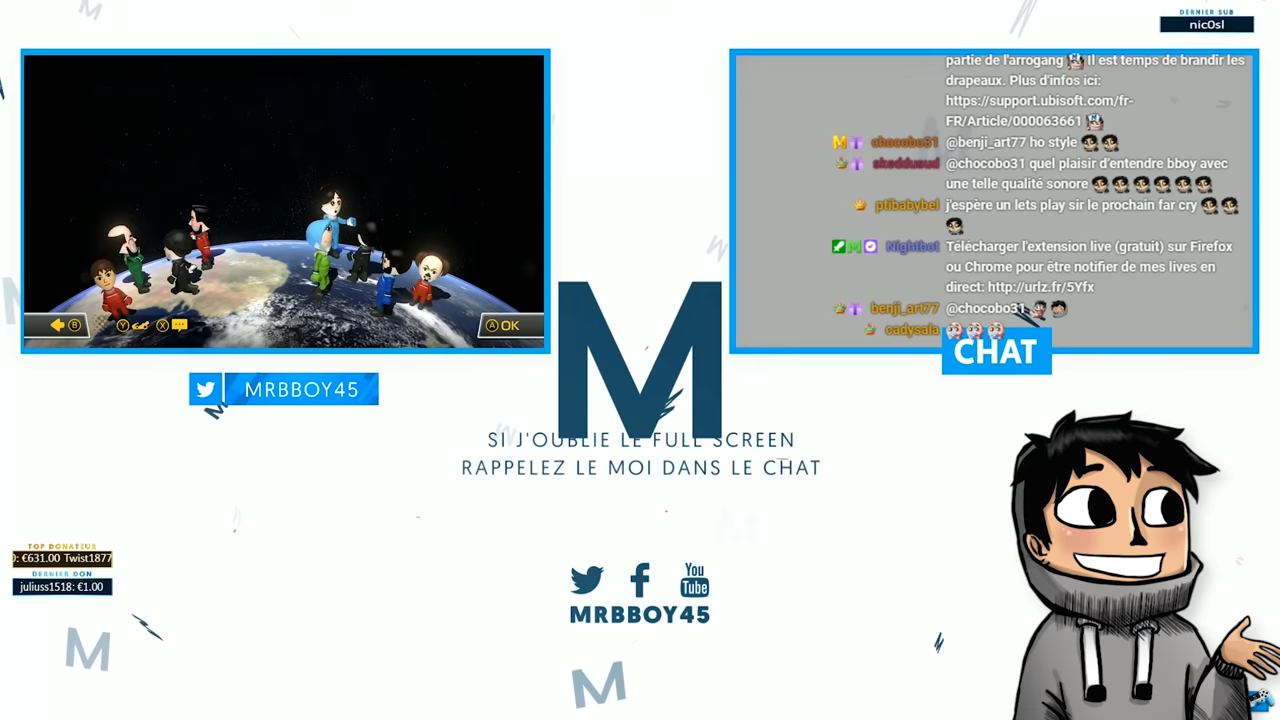 DERNIER SUB
nic0sl
partie de l'arrogang Il est temps de brandir les
drapeaux. Plus d'infos ici:
https://support.ubisoft.com/fr-
FR/Article/000063661
chocobo31 @benji_art77 ho style
skaddusud @chocobo31 quel plaisir d'entendre bboy avec
une telle qualité sonore
ptibabybel j'espère un lets play sir le prochain far cry
Nightbot Télécharger l'extension live (gratuit) sur Firefox
ou Chrome pour être notifier de mes lives en
direct: http://urlz.fr/5Yfx
benji_art77 @chocobo31
cadysala
CHAT
B Y X A OK
MRBBOY45
M
SI J'OUBLIE LE FULL SCREEN
RAPPELEZ LE MOI DANS LE CHAT
TOP DONATEUR
: €631.00 Twist1877
DERNIER DON
juliuss1518: €1.00
You
Tube
MRBBOY45
M
M